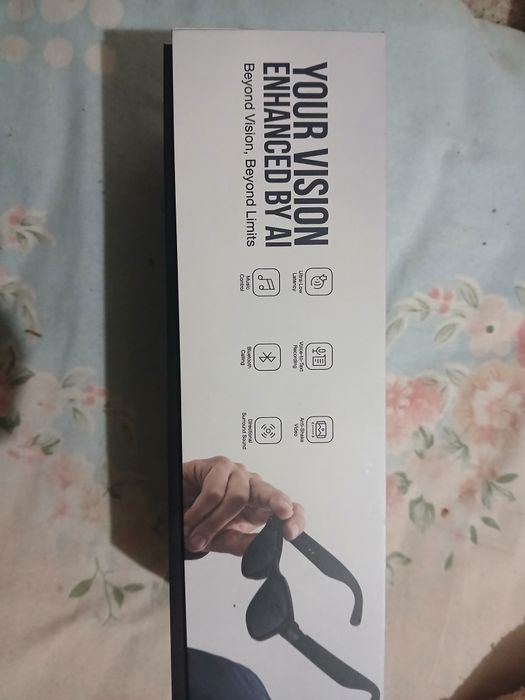 YOUR VISION
ENHANCED BY AI
Beyond Vision, Beyond Limits
Ultra-Low
Latency
Voice-to-Text
Recording
Anti-Shake
Video
Music
Control
Bluetooth
Calling
Directional
Surround Sound